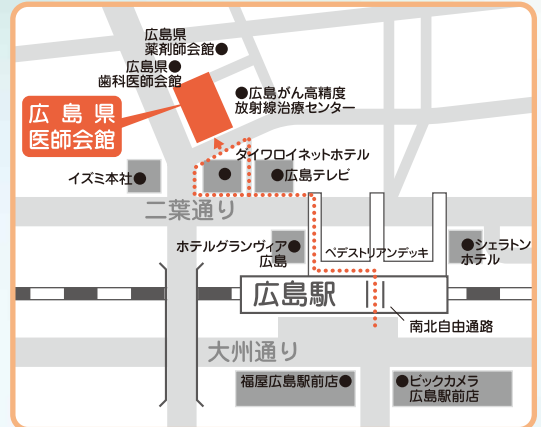 広島県
薬剤師会館
広島県
歯科医師会館
広島がん高精度
放射線治療センター
広島県
医師会館
ダイワロイネットホテル
イズミ本社
広島テレビ
二葉通り
ホテルグランヴィア
広島
ペデストリアンデッキ
シェラトン
ホテル
広島駅
南北自由通路
大州通り
福屋広島駅前店
ビックカメラ
広島駅前店